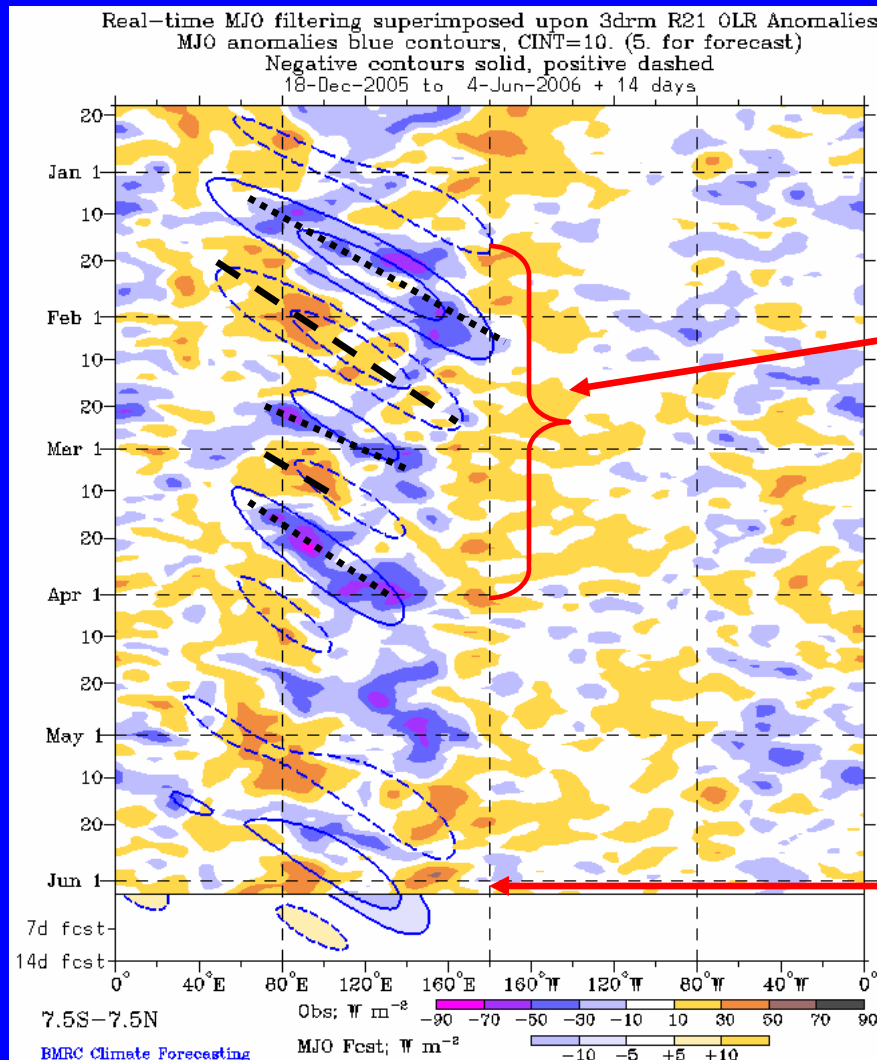 Real-time MJO filtering superimposed upon 3drm R21 OLR Anomalies
MJO anomalies blue contours, CINT=10. (5. for forecast)
Negative contours solid, positive dashed
18-Dec-2005 to 4-Jun-2006 + 14 days
20
Jan 1
10
20
Feb 1
10
20
Mar 1
10
20
Apr 1
10
20
May 1
10
20
Jun 1
7d fcst
14d fcst
0° 40°E 80°E 120°E 160°E 160°W 120°W 80°W 40°W 0°
7.5S-7.5N
Obs; W m-2
-90 -70 -50 -30 -10 10 30 50 70 90
BMRC Climate Forecasting
MJO Fcst; W m-2
-10 -5 +5 +10